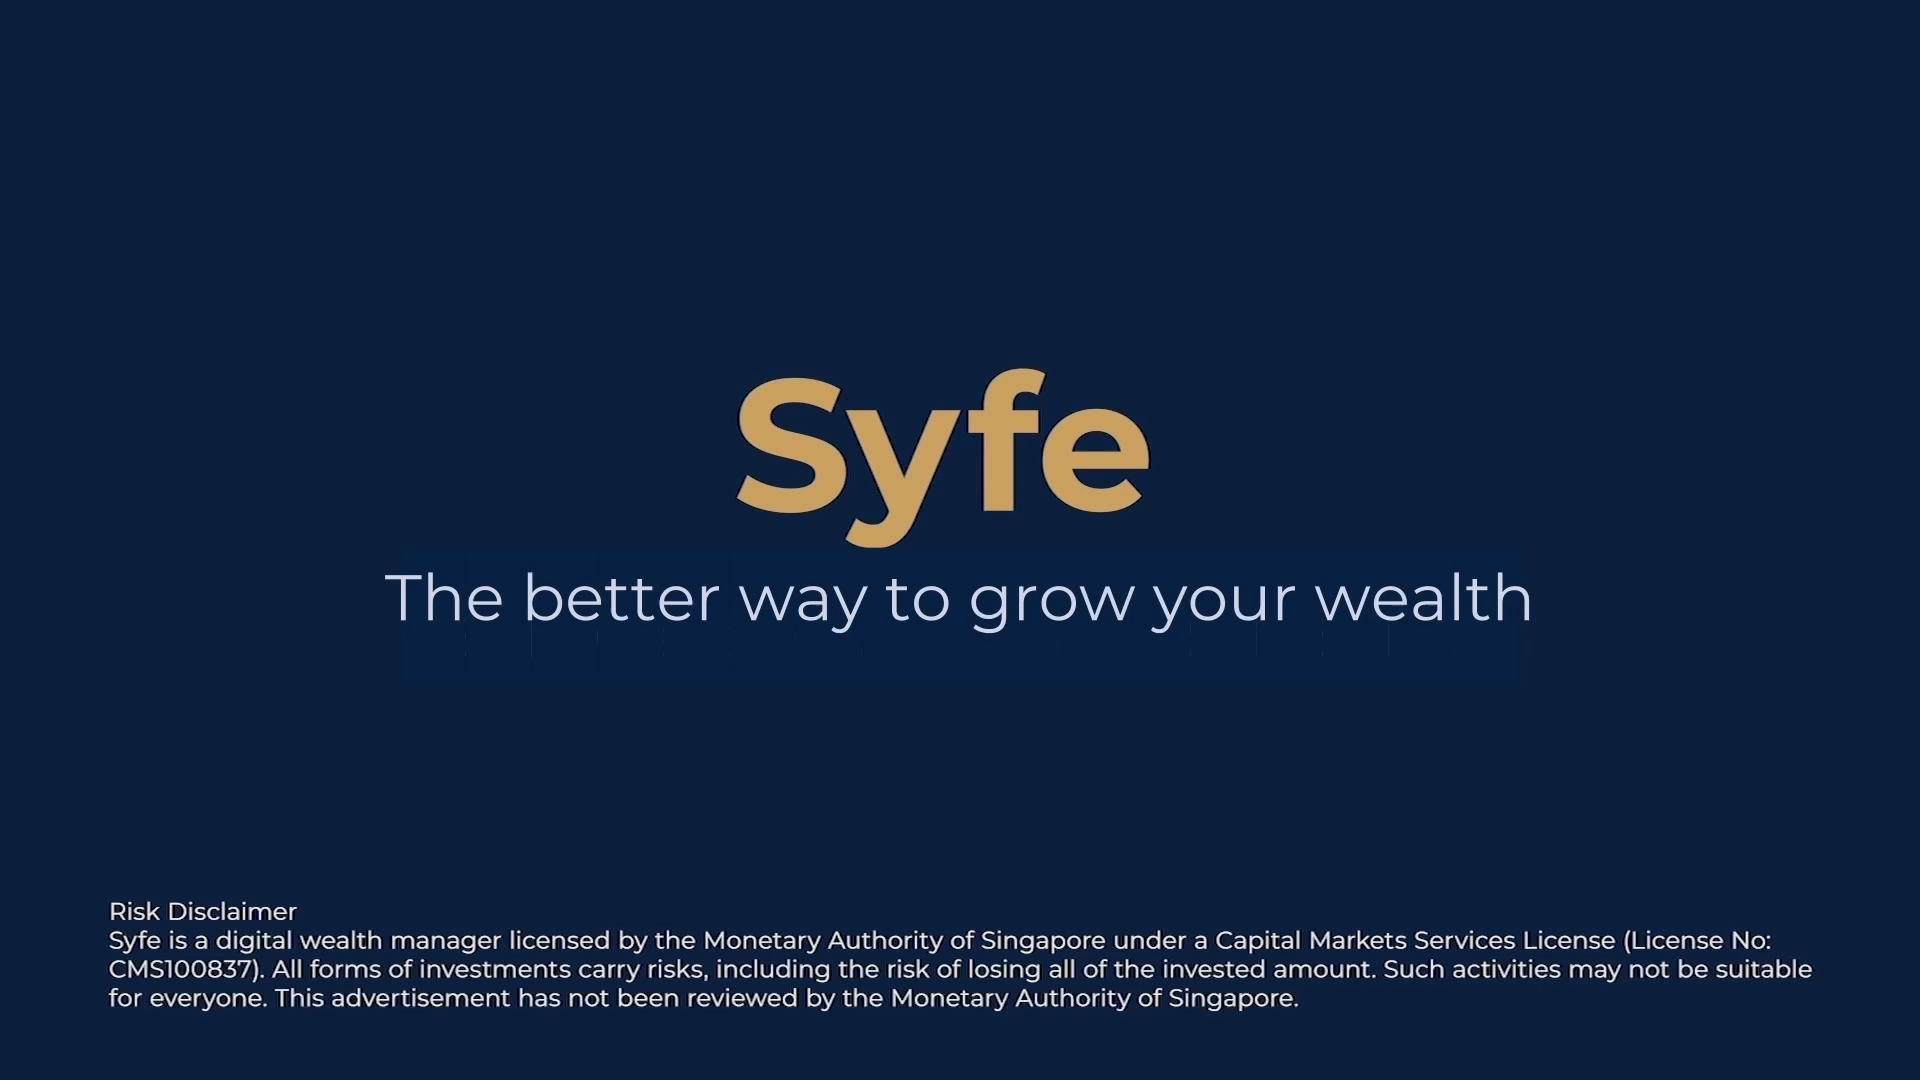 Syfe
The better way to grow your wealth
Risk Disclaimer
Syfe is a digital wealth manager licensed by the Monetary Authority of Singapore under a Capital Markets Services License (License No:
CMS100837). All forms of investments carry risks, including the risk of losing all of the invested amount. Such activities may not be suitable
for everyone. This advertisement has not been reviewed by the Monetary Authority of Singapore.